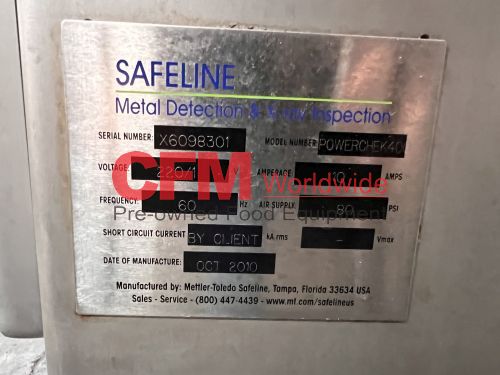 SAFELINE
Metal Detection & X-ray Inspection
SERIAL NUMBER: X6098301 MODEL NUMBER: POWERCHEK40
VOLTAGE: 220/1 V AMPERAGE: 10 AMPS
CFM Worldwide
FREQUENCY: 60 Hz AIR SUPPLY: 80 PSI
Pre-owned Food Equipment
SHORT CIRCUIT CURRENT: BY CLIENT kA rms - Vmax
DATE OF MANUFACTURE: OCT 2010
Manufactured by: Mettler-Toledo Safeline, Tampa, Florida 33634 USA
Sales - Service - (800) 447-4439 - www.mt.com/safelineus